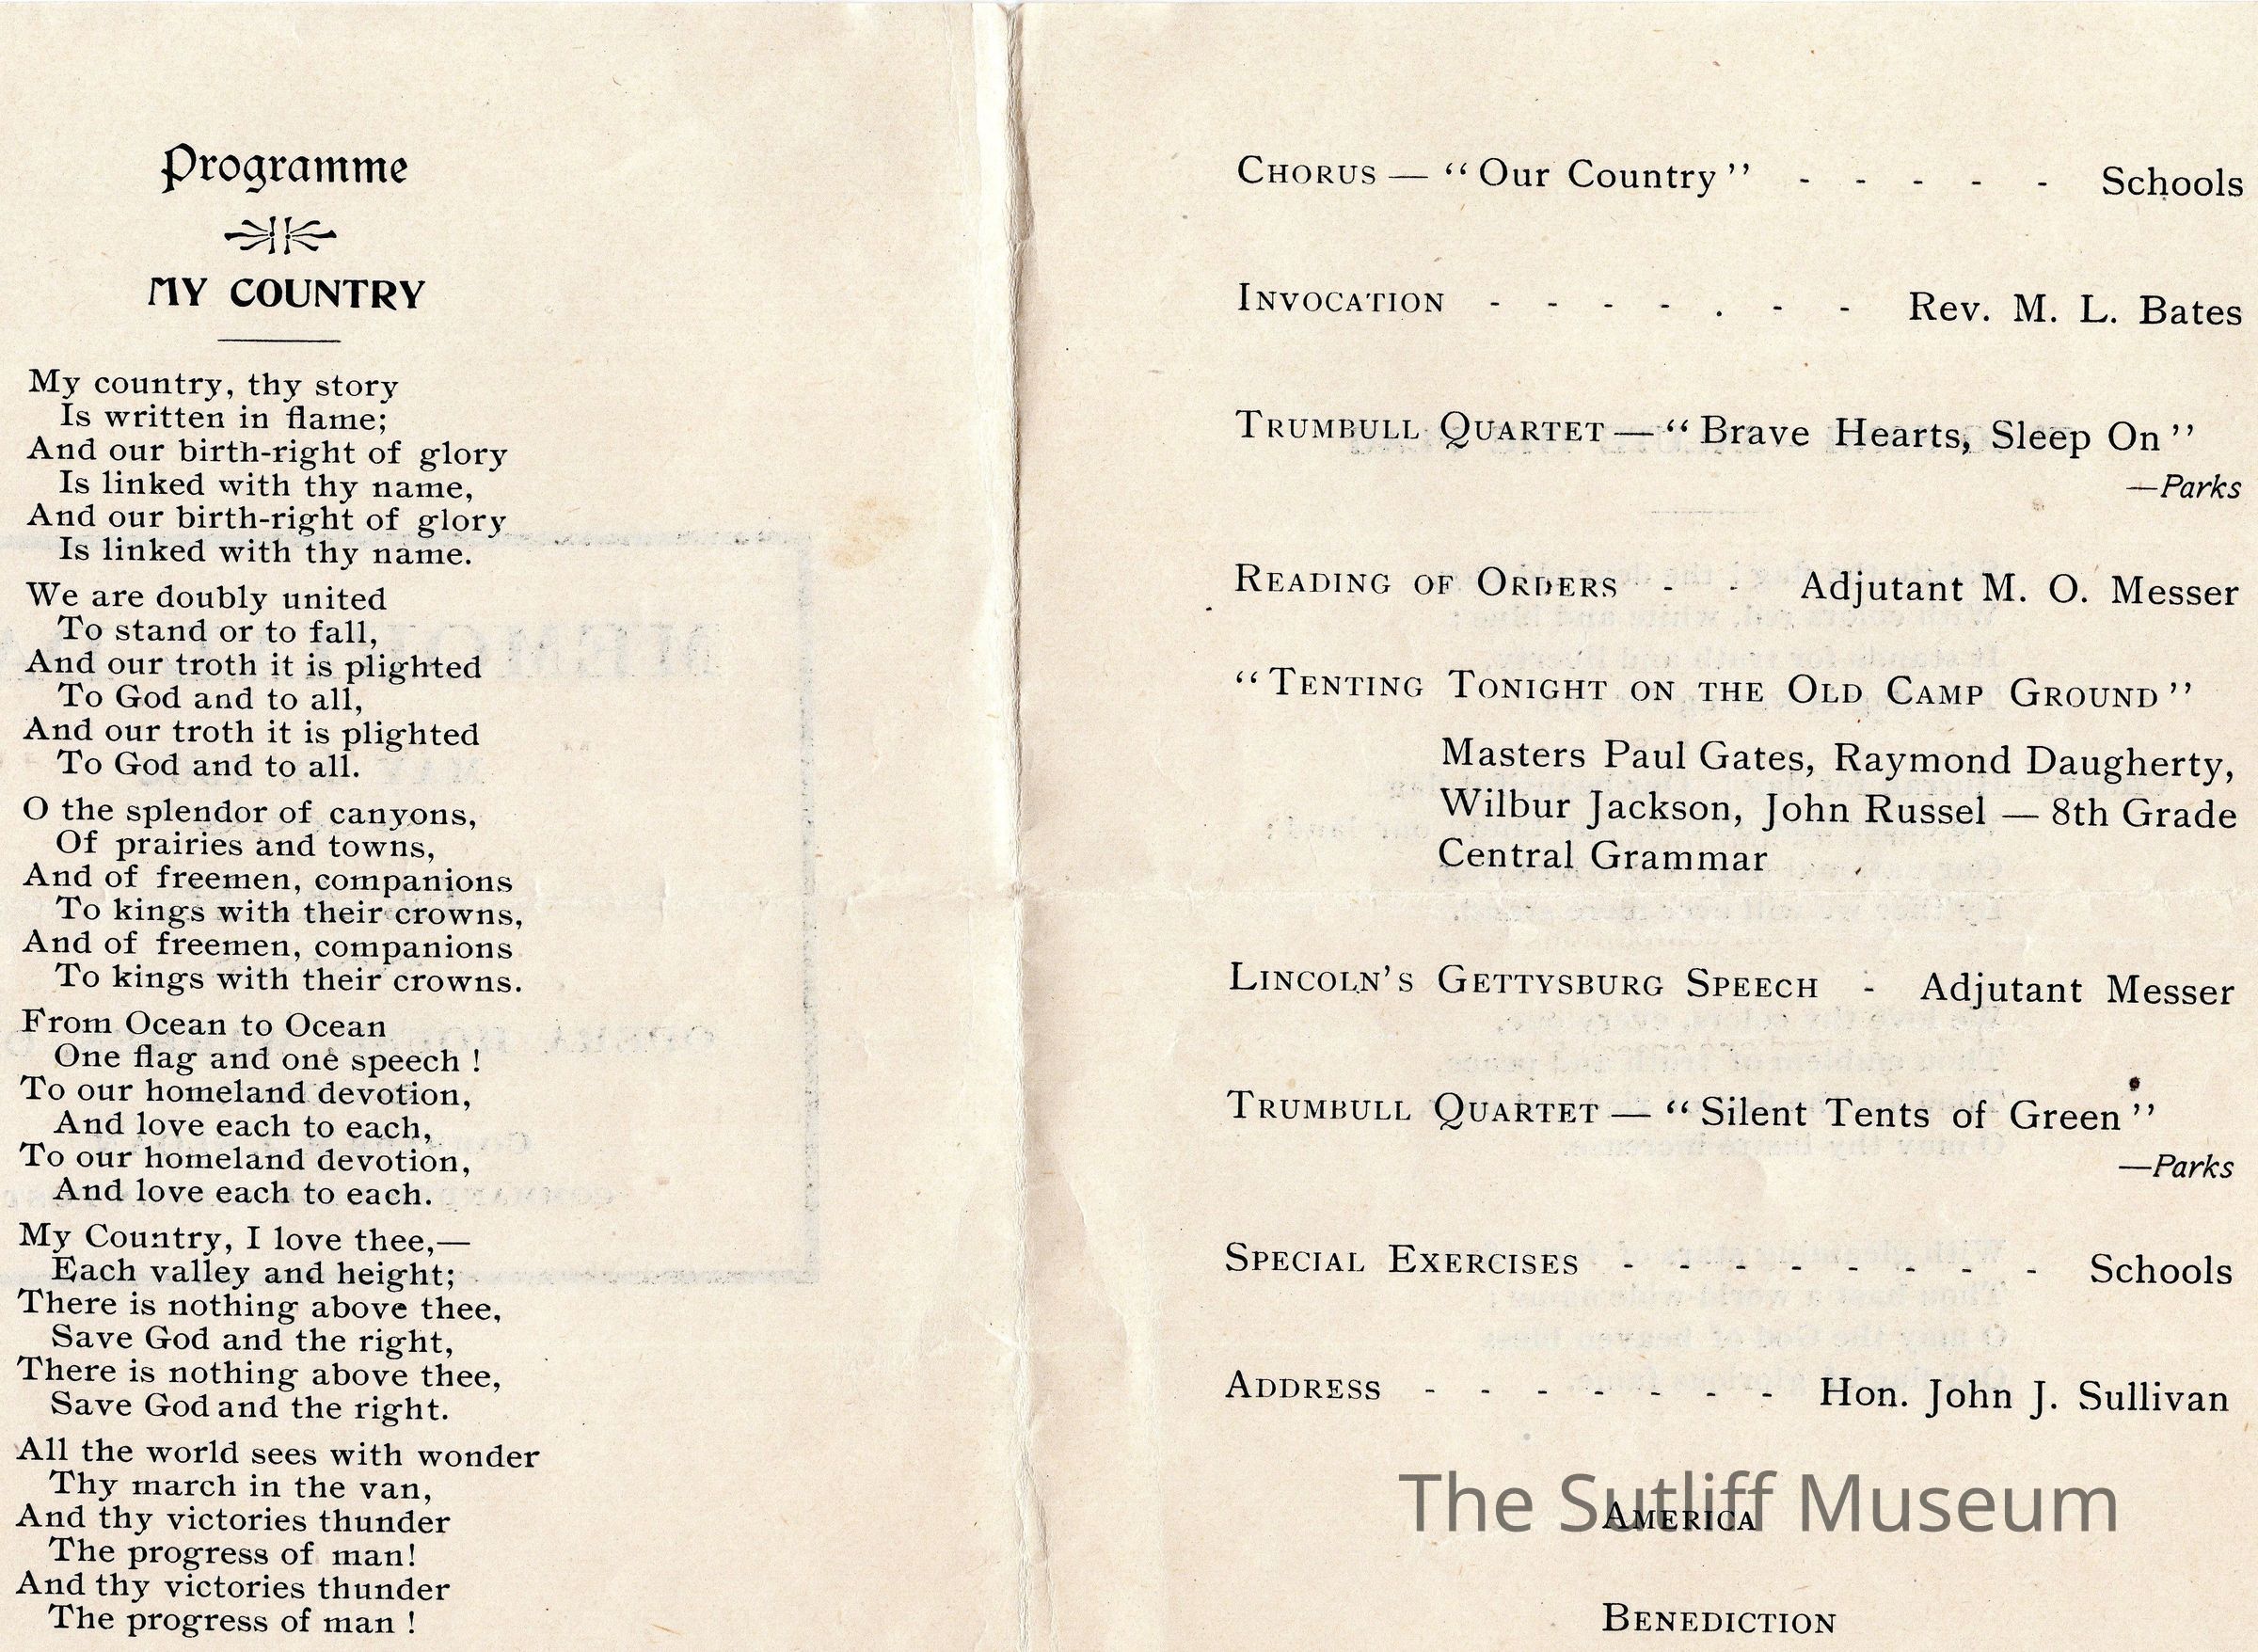 Programme
MY COUNTRY
My country, thy story
Is written in flame;
And our birth-right of glory
Is linked with thy name,
And our birth-right of glory
Is linked with thy name.
We are doubly united
To stand or to fall,
And our troth it is plighted
To God and to all,
And our troth it is plighted
To God and to all.
O the splendor of canyons,
Of prairies and towns,
And of freemen, companions
To kings with their crowns,
And of freemen, companions
To kings with their crowns.
From Ocean to Ocean
One flag and one speech !
To our homeland devotion,
And love each to each,
To our homeland devotion,
And love each to each.
My Country, I love thee,—
Each valley and height;
There is nothing above thee,
Save God and the right,
There is nothing above thee,
Save God and the right.
All the world sees with wonder
Thy march in the van,
And thy victories thunder
The progress of man!
And thy victories thunder
The progress of man !
CHORUS — “Our Country” - - - - - Schools
INVOCATION - - - - . - - Rev. M. L. Bates
TRUMBULL QUARTET — “Brave Hearts, Sleep On”
—Parks
READING OF ORDERS - - Adjutant M. O. Messer
“TENTING TONIGHT ON THE OLD CAMP GROUND”
Masters Paul Gates, Raymond Daugherty,
Wilbur Jackson, John Russel — 8th Grade
Central Grammar
LINCOLN'S GETTYSBURG SPEECH - Adjutant Messer
TRUMBULL QUARTET — “Silent Tents of Green”
—Parks
SPECIAL EXERCISES - - - - - - - - Schools
ADDRESS - - - - - - - Hon. John J. Sullivan
The Sutliff Museum
AMERICA
BENEDICTION